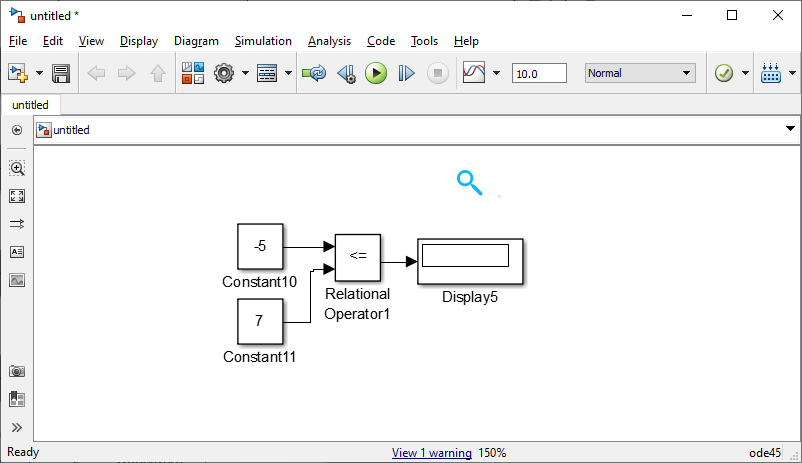 untitled *
File Edit View Display Diagram Simulation Analysis Code Tools Help
10.0 Normal
untitled
untitled
-5
<=
Constant10
Relational
Operator1
Display5
7
Constant11
Ready View 1 warning 150% ode45